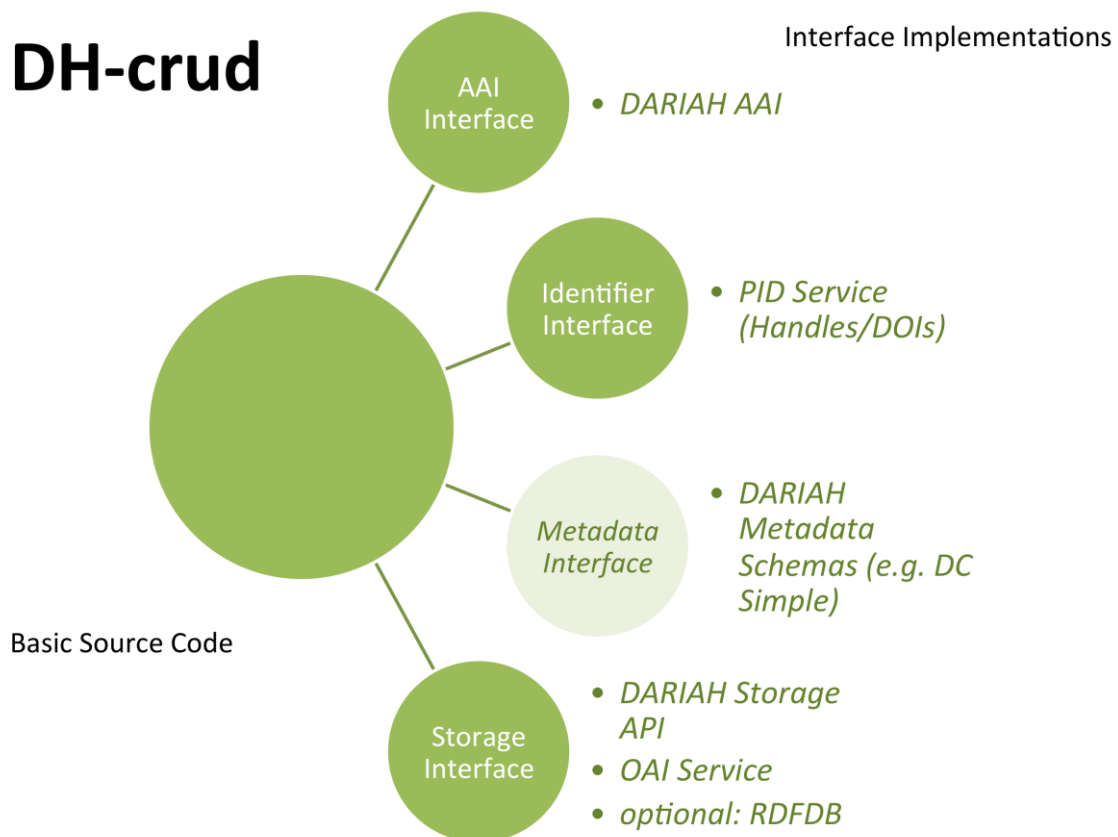 DH-crud
Interface Implementations
AAI
Interface
• DARIAH AAI
Identifier
Interface
• PID Service
(Handles/DOIs)
Metadata
Interface
• DARIAH
Metadata
Schemas (e.g. DC
Simple)
Basic Source Code
Storage
Interface
• DARIAH Storage
API
• OAI Service
• optional: RDFDB